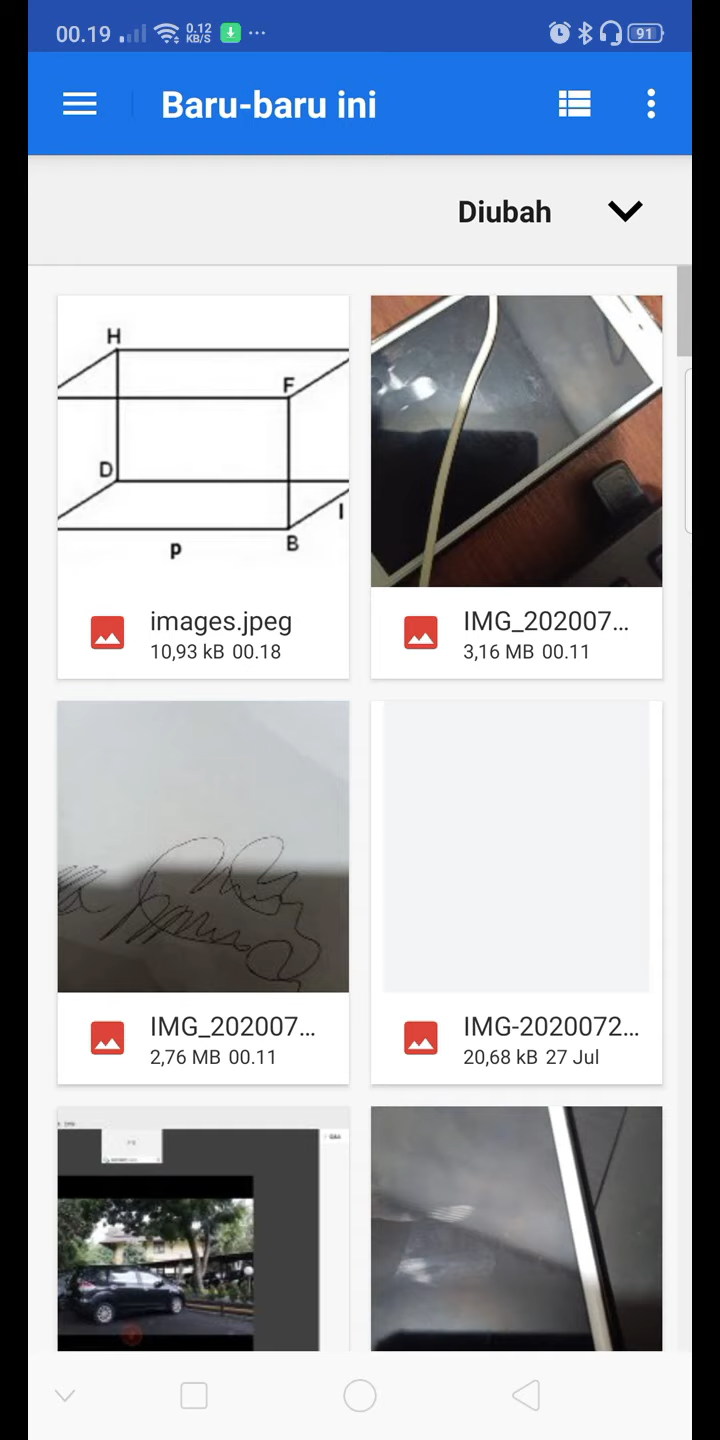 00.19 0.12 KB/S ... 91
Baru-baru ini
Diubah
H
F
D
l
p
B
images.jpeg
10,93 kB 00.18
IMG_202007...
3,16 MB 00.11
IMG_202007...
2,76 MB 00.11
IMG-2020072...
20,68 kB 27 Jul